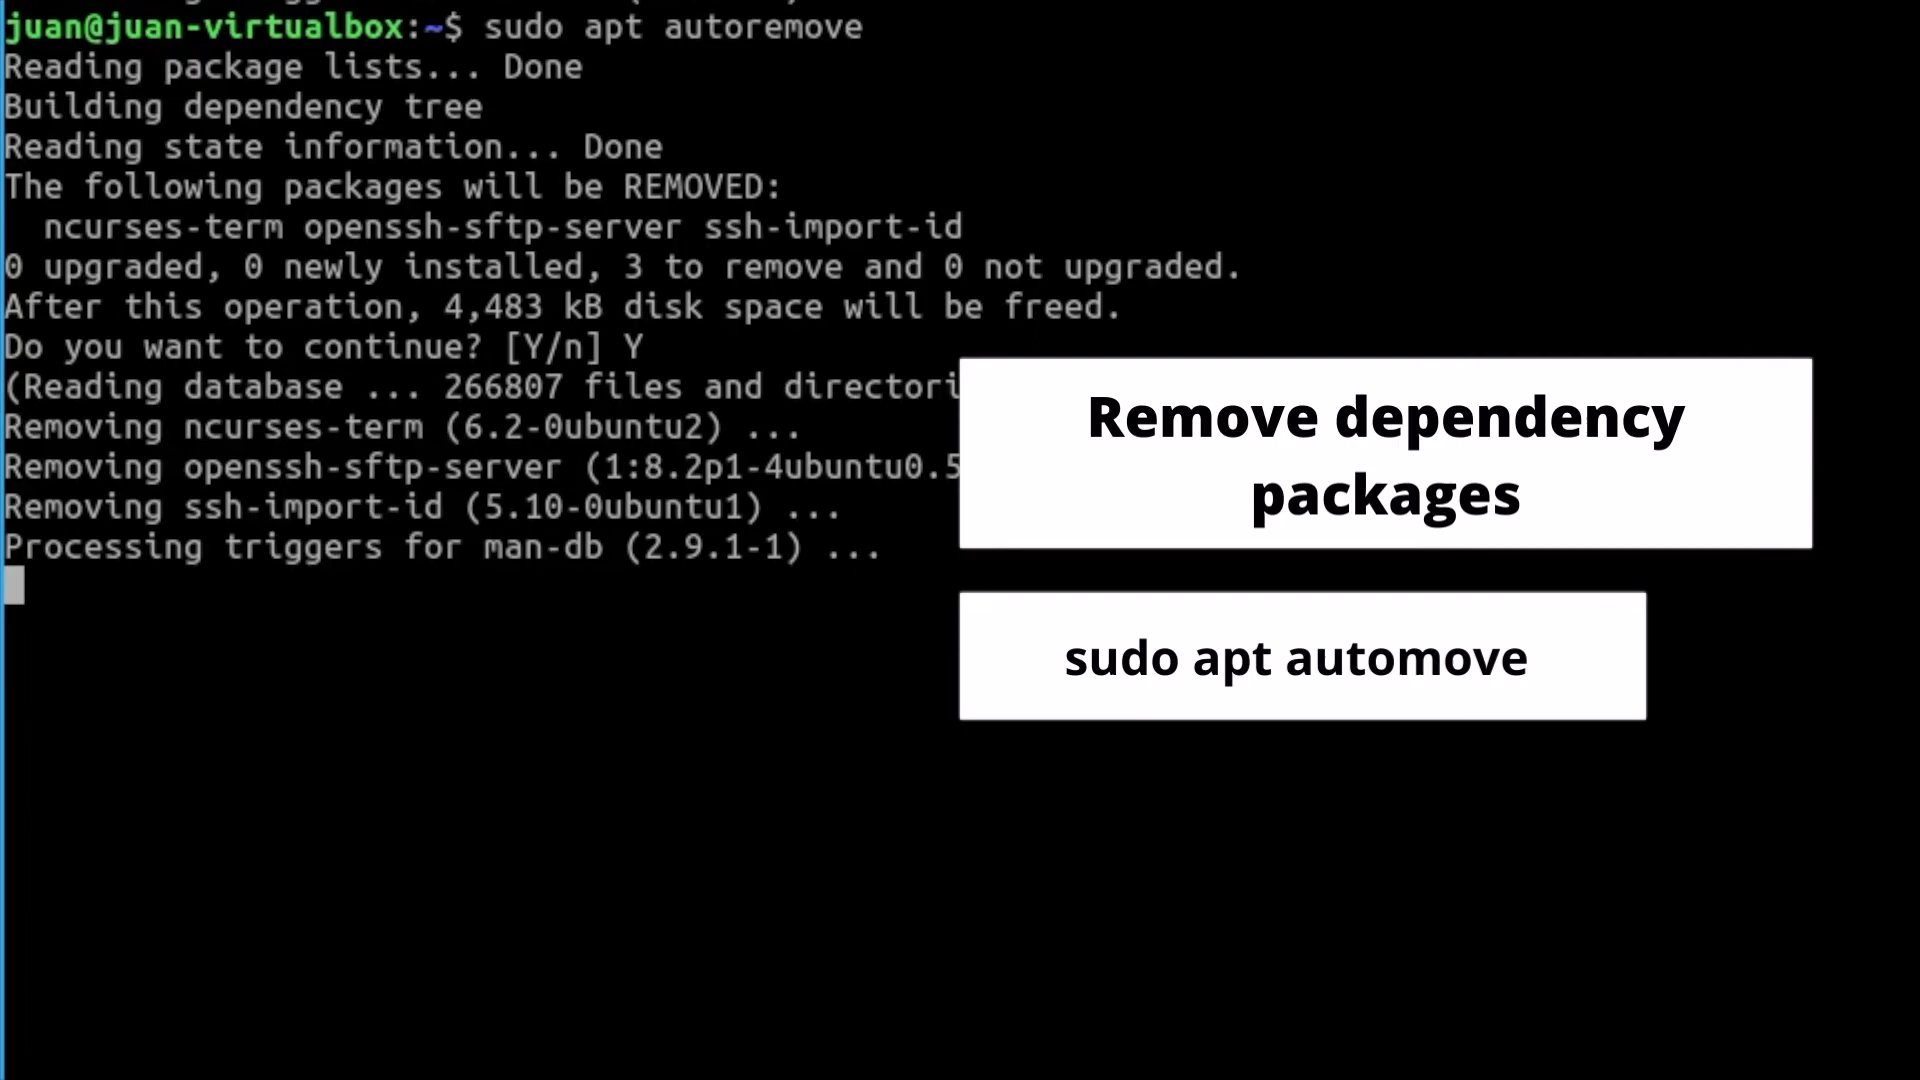 juan@juan-virtualbox:~$ sudo apt autoremove
Reading package lists... Done
Building dependency tree
Reading state information... Done
The following packages will be REMOVED:
  ncurses-term openssh-sftp-server ssh-import-id
0 upgraded, 0 newly installed, 3 to remove and 0 not upgraded.
After this operation, 4,483 kB disk space will be freed.
Do you want to continue? [Y/n] Y
(Reading database ... 266807 files and directori
Removing ncurses-term (6.2-0ubuntu2) ...
Removing openssh-sftp-server (1:8.2p1-4ubuntu0.5
Removing ssh-import-id (5.10-0ubuntu1) ...
Processing triggers for man-db (2.9.1-1) ...
Remove dependency
packages
sudo apt automove